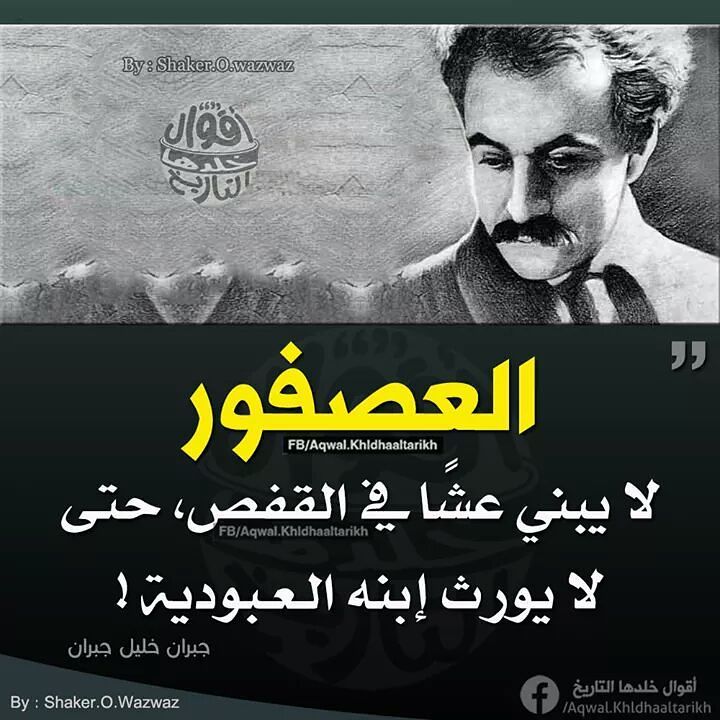 By : Shaker.O.wazwaz
أقوال
خلدها
التاريخ
”
العصفور
FB/Aqwal.Khldhaaltarikh
لا يبني عشًا في القفص، حتى
FB/Aqwal.Khldhaaltarikh
لا يورث إبنه العبودية !
جبران خليل جبران
أقوال خلدها التاريخ
/Aqwal.Khldhaaltarikh
By : Shaker.O.Wazwaz